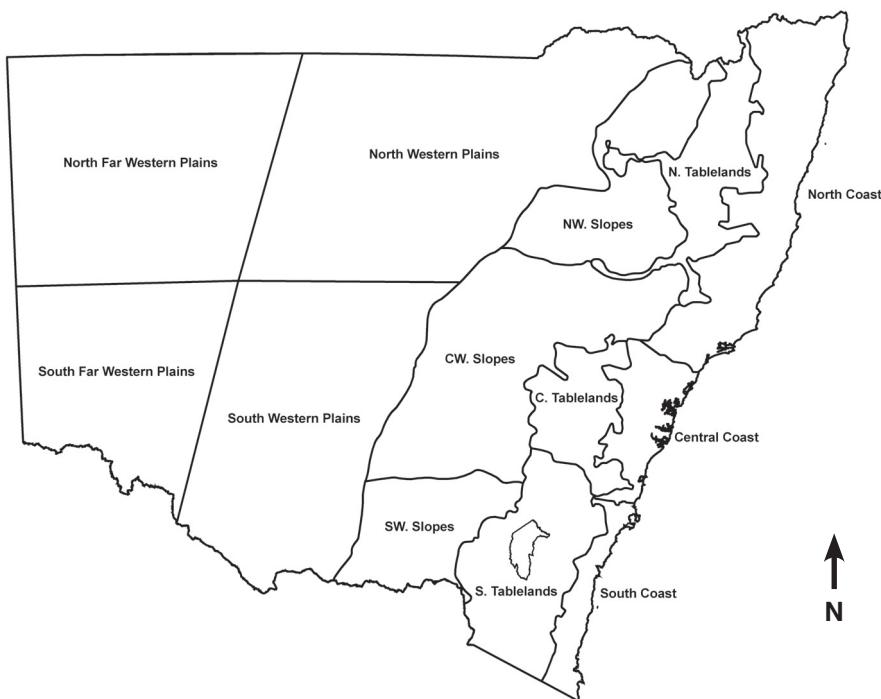 North Far Western Plains
North Western Plains
N. Tablelands
North Coast
NW. Slopes
CW. Slopes
South Far Western Plains
C. Tablelands
South Western Plains
Central Coast
SW. Slopes
S. Tablelands
South Coast
N